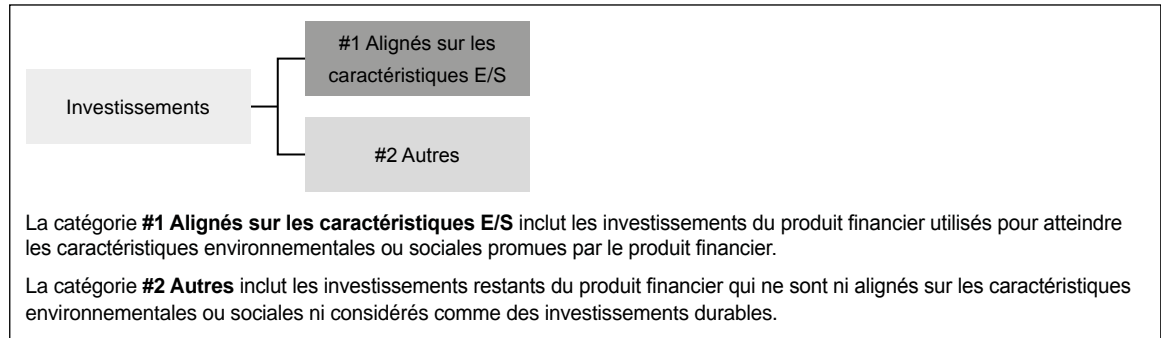 #1 Alignés sur les
caractéristiques E/S
Investissements
#2 Autres
La catégorie #1 Alignés sur les caractéristiques E/S inclut les investissements du produit financier utilisés pour atteindre
les caractéristiques environnementales ou sociales promues par le produit financier.
La catégorie #2 Autres inclut les investissements restants du produit financier qui ne sont ni alignés sur les caractéristiques
environnementales ou sociales ni considérés comme des investissements durables.